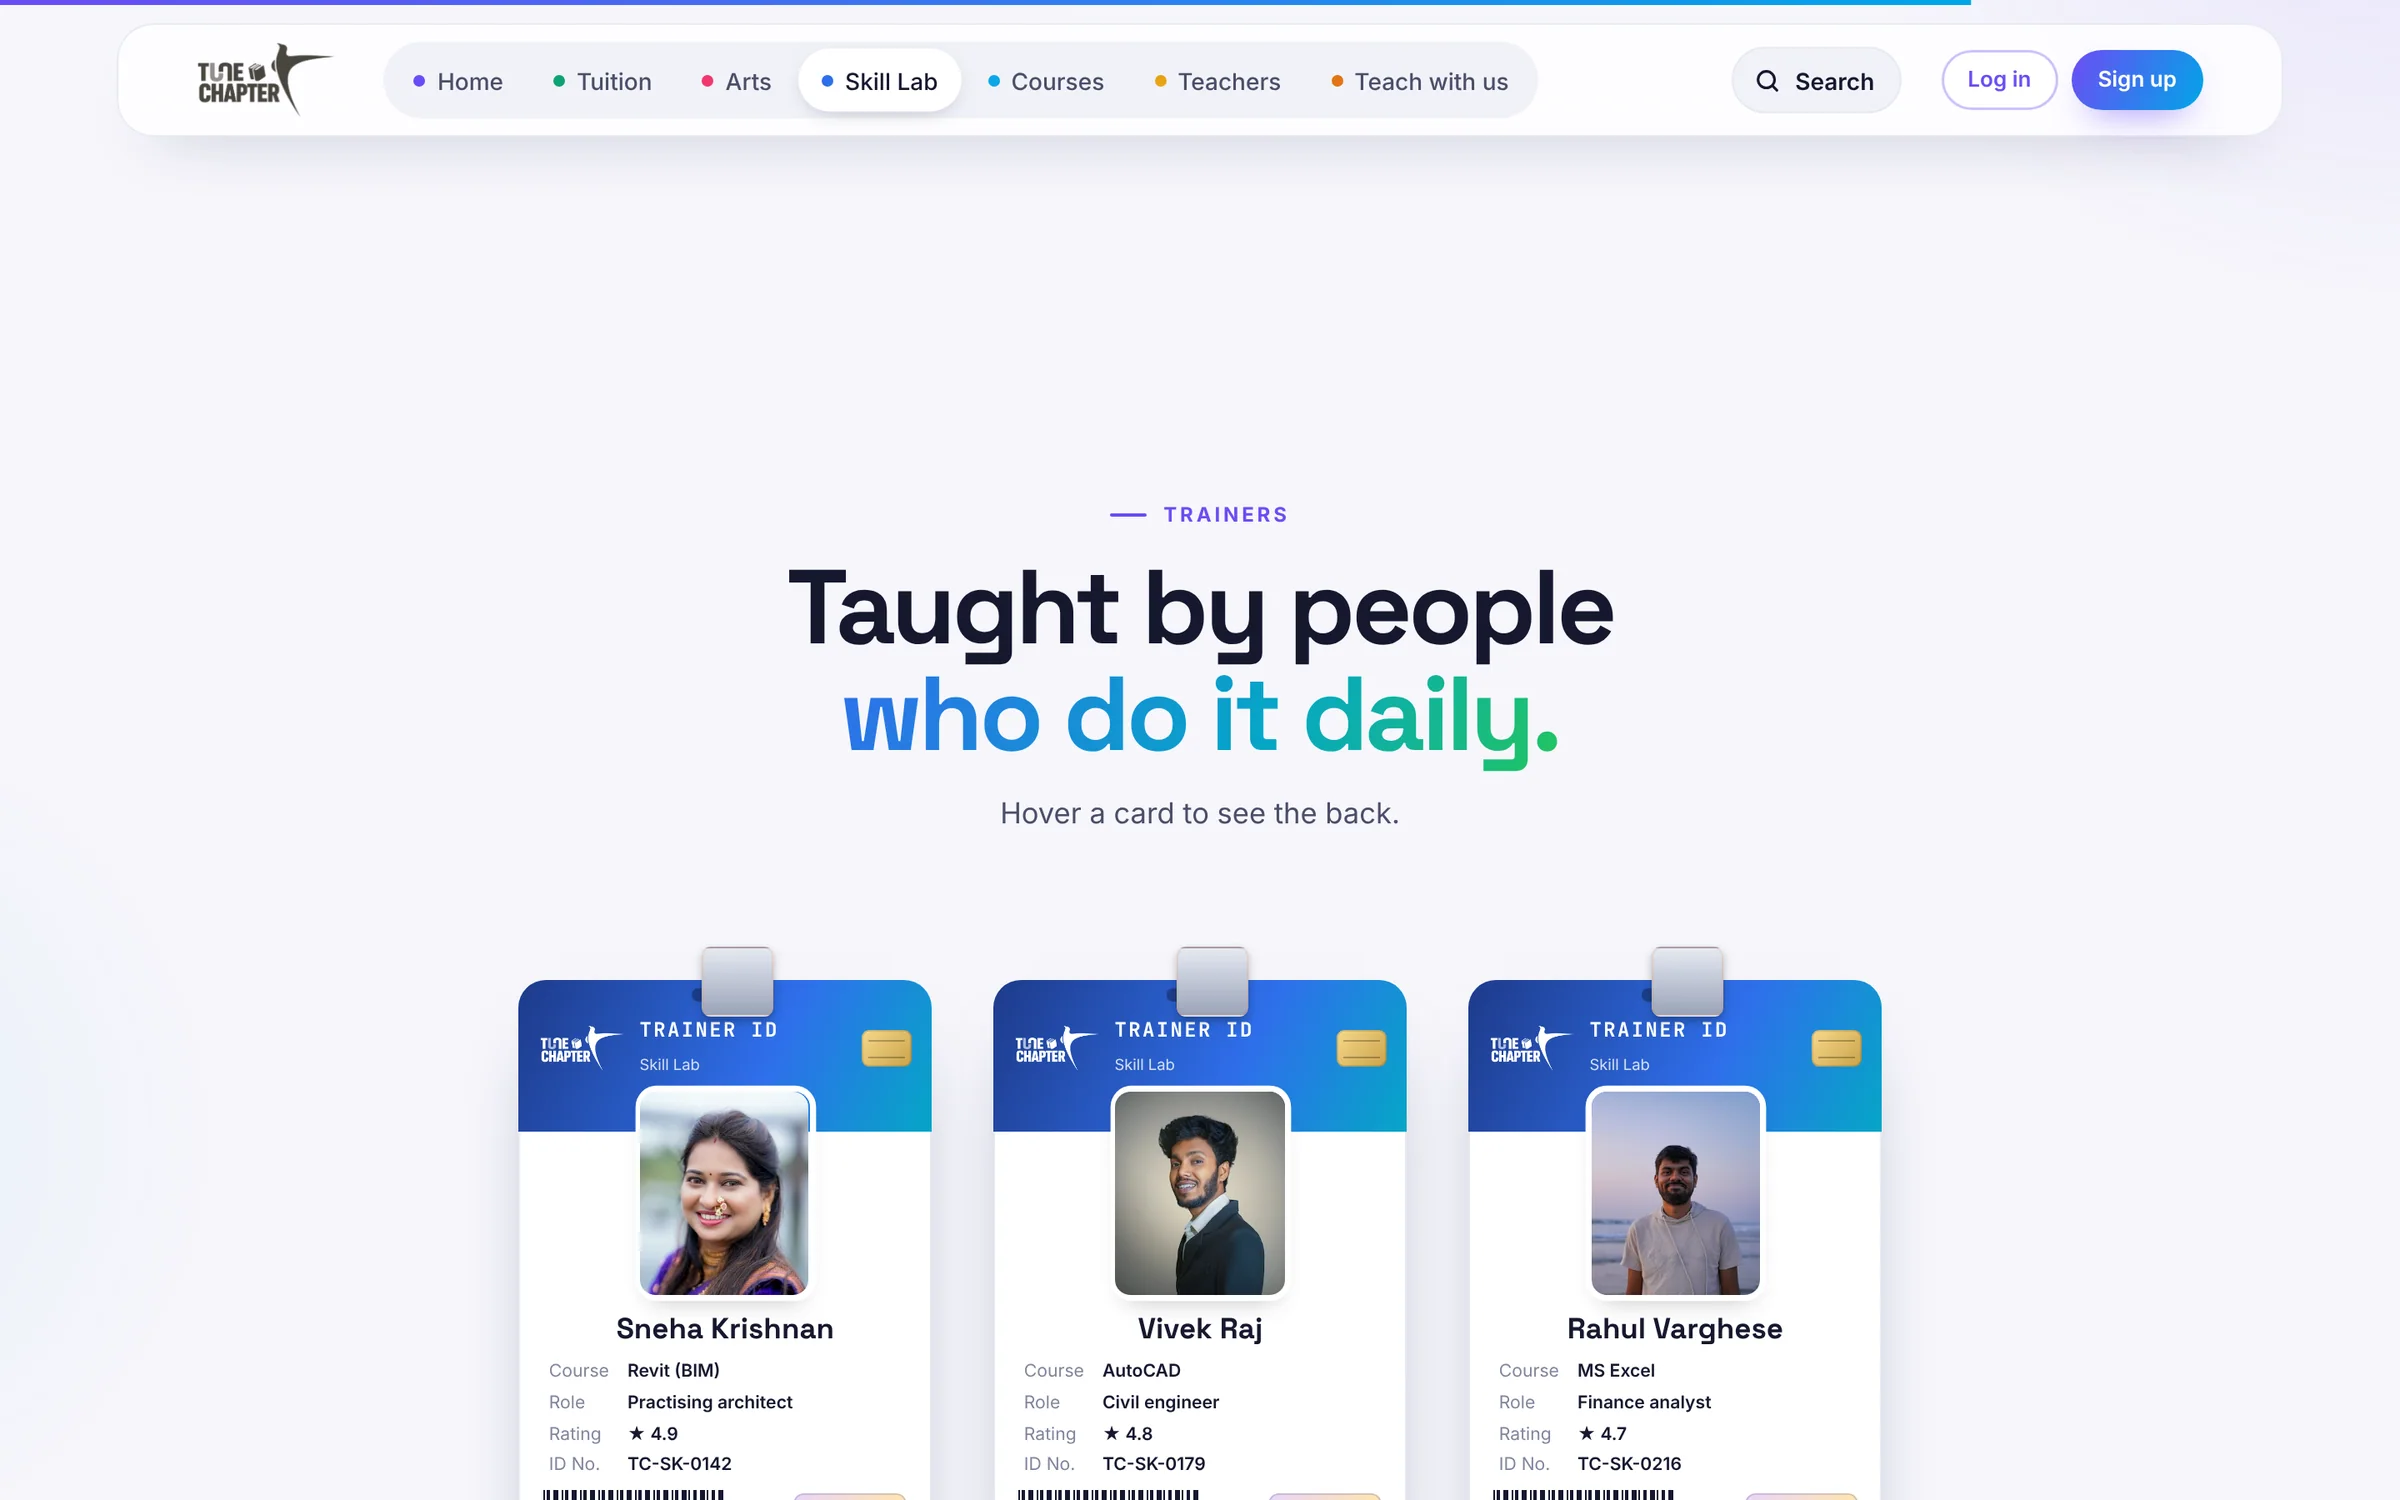 TUNE
CHAPTER
Home
Tuition
Arts
Skill Lab
Courses
Teachers
Teach with us
Search
Log in
Sign up
TRAINERS
Taught by people
who do it daily.
Hover a card to see the back.
TUNE
CHAPTER
TRAINER ID
Skill Lab
Sneha Krishnan
Course Revit (BIM)
Role Practising architect
Rating ★ 4.9
ID No. TC-SK-0142
TUNE
CHAPTER
TRAINER ID
Skill Lab
Vivek Raj
Course AutoCAD
Role Civil engineer
Rating ★ 4.8
ID No. TC-SK-0179
TUNE
CHAPTER
TRAINER ID
Skill Lab
Rahul Varghese
Course MS Excel
Role Finance analyst
Rating ★ 4.7
ID No. TC-SK-0216